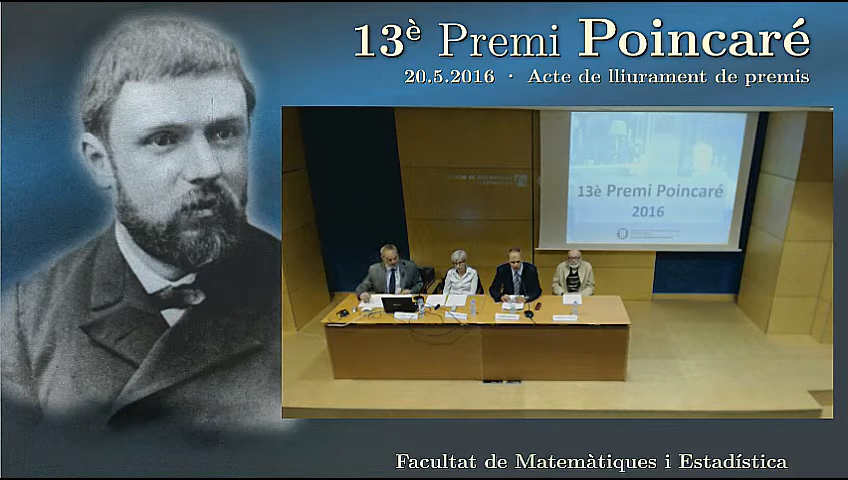 13è Premi Poincaré
20.5.2016 · Acte de lliurament de premis
13è Premi Poincaré
2016
Facultat de Matemàtiques i Estadística